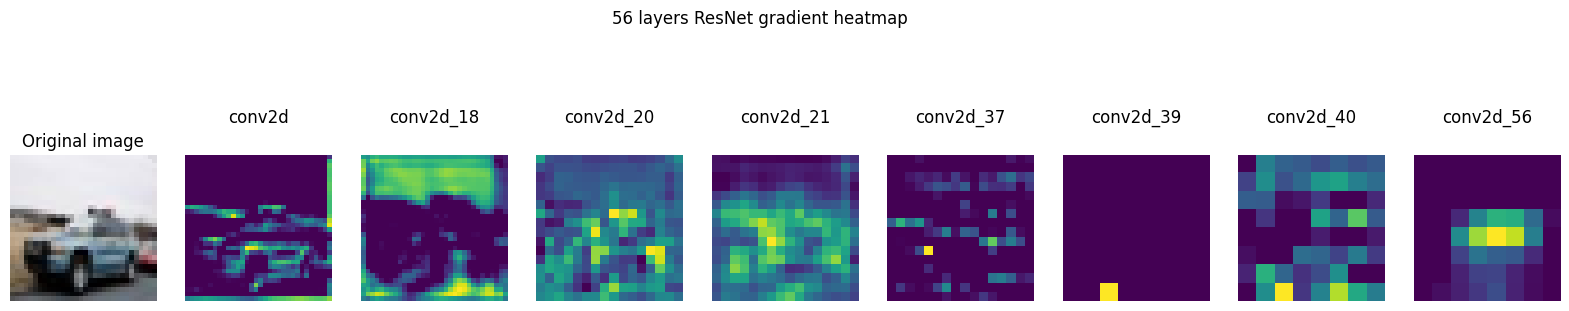 56 layers ResNet gradient heatmap
Original image
conv2d
conv2d_18
conv2d_20
conv2d_21
conv2d_37
conv2d_39
conv2d_40
conv2d_56